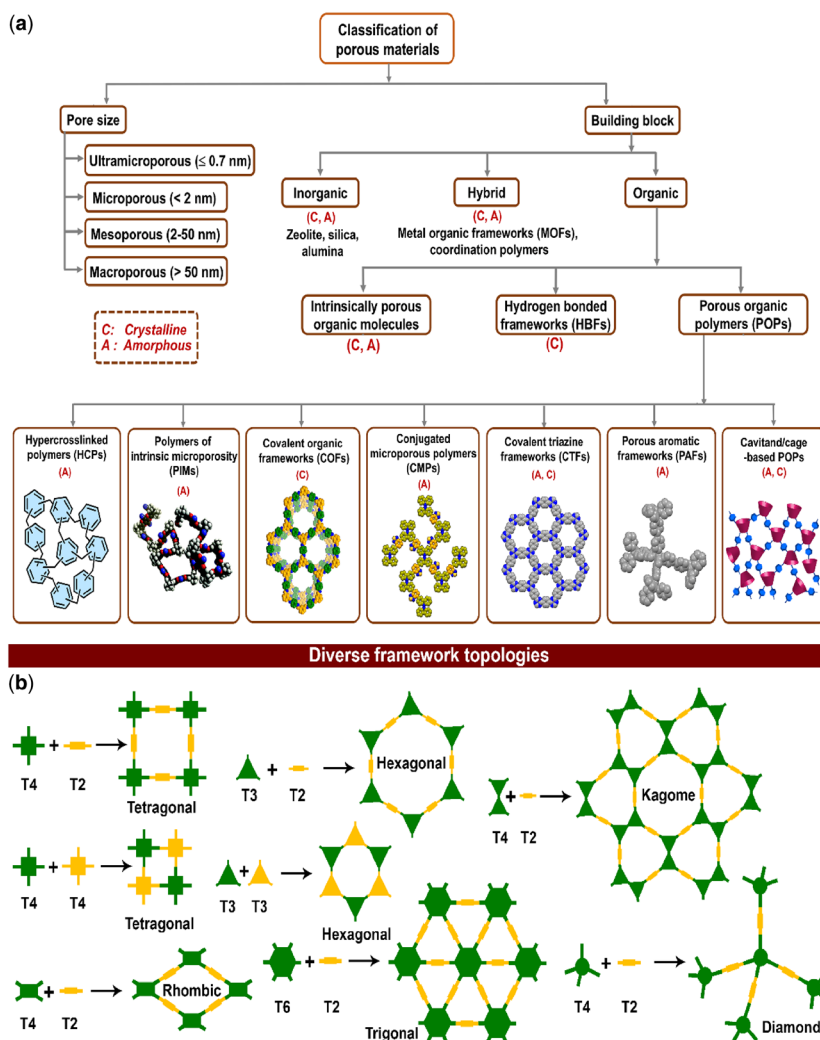 (a)
Classification of
porous materials
Pore size
Building block
Ultramicroporous (≤ 0.7 nm)
Microporous (< 2 nm)
Mesoporous (2-50 nm)
Macroporous (> 50 nm)
Inorganic
(C, A)
Zeolite, silica,
alumina
Hybrid
(C, A)
Metal organic frameworks (MOFs),
coordination polymers
Organic
C: Crystalline
A : Amorphous
Intrinsically porous
organic molecules
(C, A)
Hydrogen bonded
frameworks (HBFs)
(C)
Porous organic
polymers (POPs)
Hypercrosslinked
polymers (HCPs)
(A)
Polymers of
intrinsic microporosity
(PIMs)
(A)
Covalent organic
frameworks (COFs)
(C)
Conjugated
microporous polymers
(CMPs)
(A)
Covalent triazine
frameworks (CTFs)
(A, C)
Porous aromatic
frameworks (PAFs)
(A)
Cavitand/cage
-based POPs
(A, C)
Diverse framework topologies
(b)
T4 + T2
Tetragonal
T3 + T2
Hexagonal
T4 + T2
Kagome
T4 + T4
Tetragonal
T3 + T3
Hexagonal
T4 + T2
Rhombic
T6 + T2
Trigonal
T4 + T2
Diamond